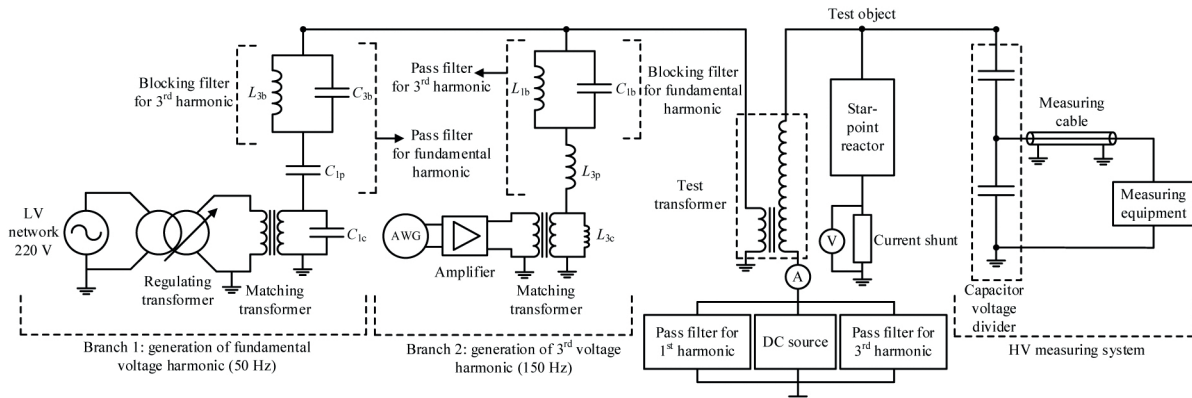 Test object
Blocking filter
for 3rd harmonic
L3b
C3b
Pass filter
for fundamental
harmonic
C1p
LV
network
220 V
C1c
Regulating
transformer
Matching
transformer
Branch 1: generation of fundamental
voltage harmonic (50 Hz)
Pass filter
for 3rd
harmonic
L1b
C1b
Blocking filter
for fundamental
harmonic
L3p
AWG
Amplifier
L3c
Matching
transformer
Branch 2: generation of 3rd voltage
harmonic (150 Hz)
Test
transformer
Star-
point
reactor
V
Current shunt
A
Pass filter for
1st harmonic
DC source
Pass filter for
3rd harmonic
Measuring
cable
Measuring
equipment
Capacitor
voltage
divider
HV measuring system